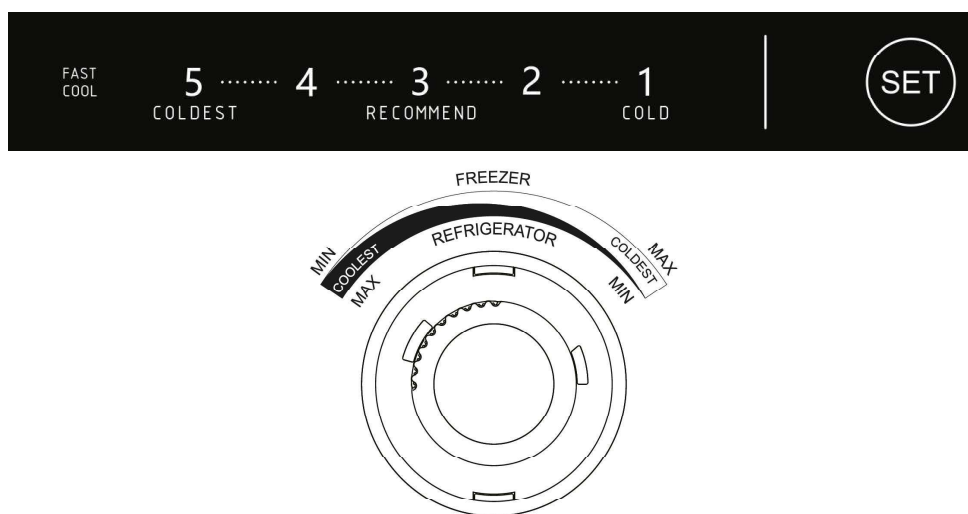 FAST
COOL
5 ........ 4 ........ 3 ........ 2 ........ 1
COLDEST RECOMMEND COLD
SET
FREEZER
REFRIGERATOR
MIN
COOLEST
MAX
MAX
COLDEST
MIN